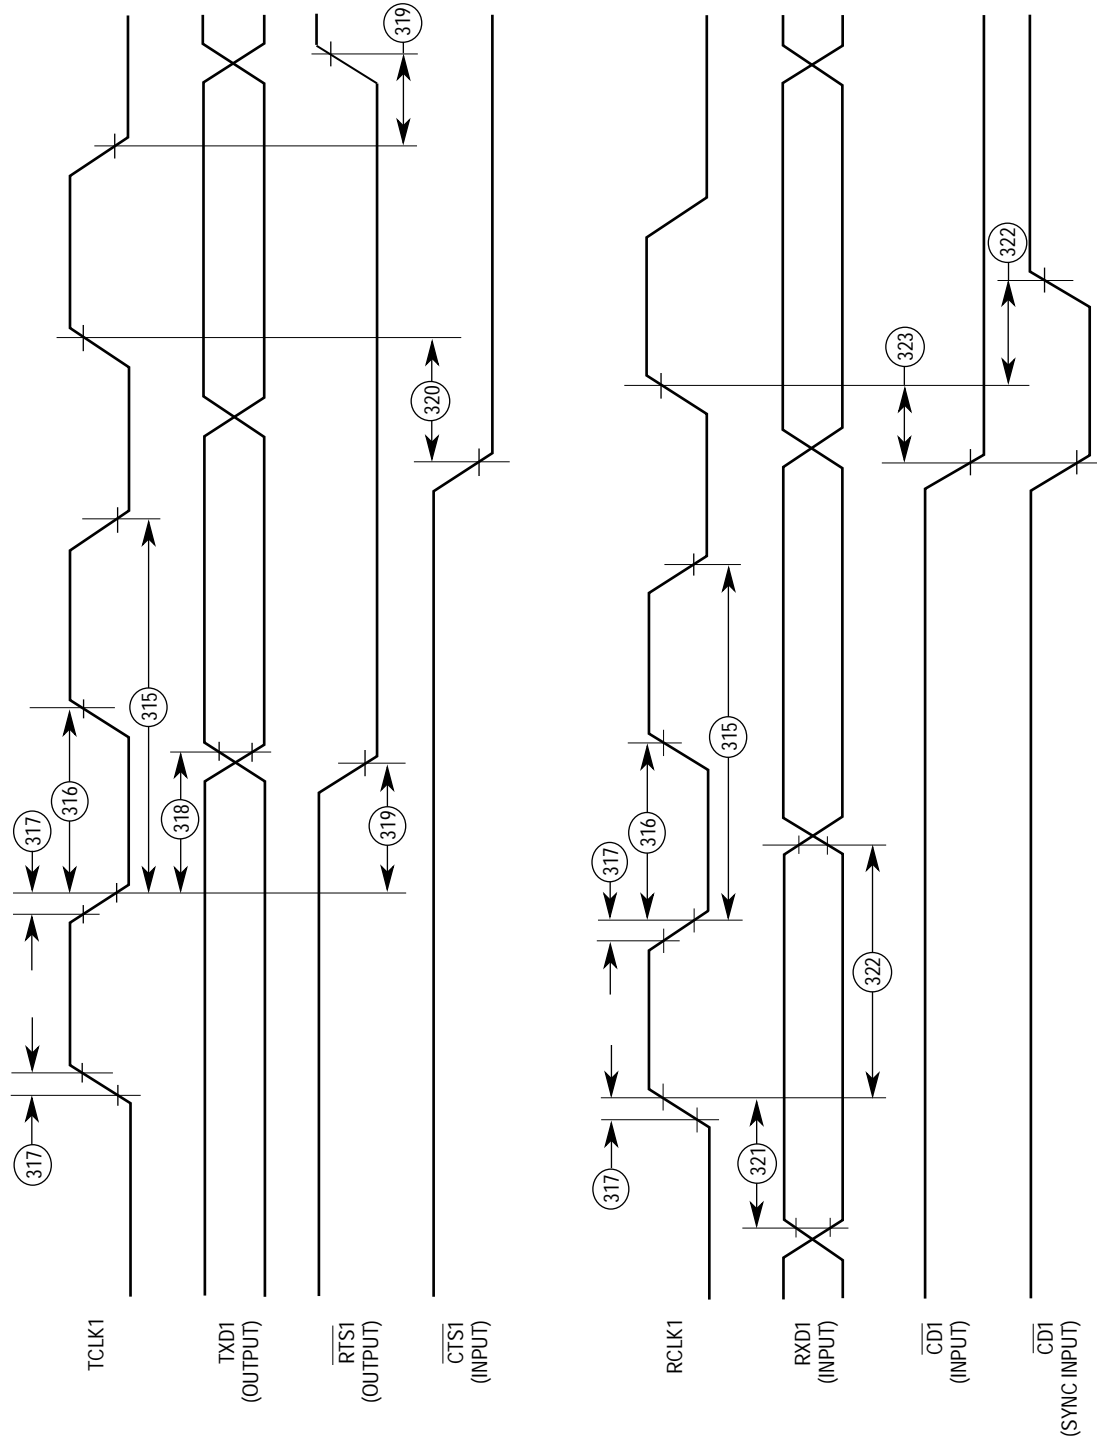 317
317
316
TCLK1
315
318
TXD1
(OUTPUT)
RTS1
(OUTPUT)
319
319
320
CTS1
(INPUT)
317
317
316
RCLK1
315
321
RXD1
(INPUT)
322
323
CD1
(INPUT)
322
CD1
(SYNC INPUT)